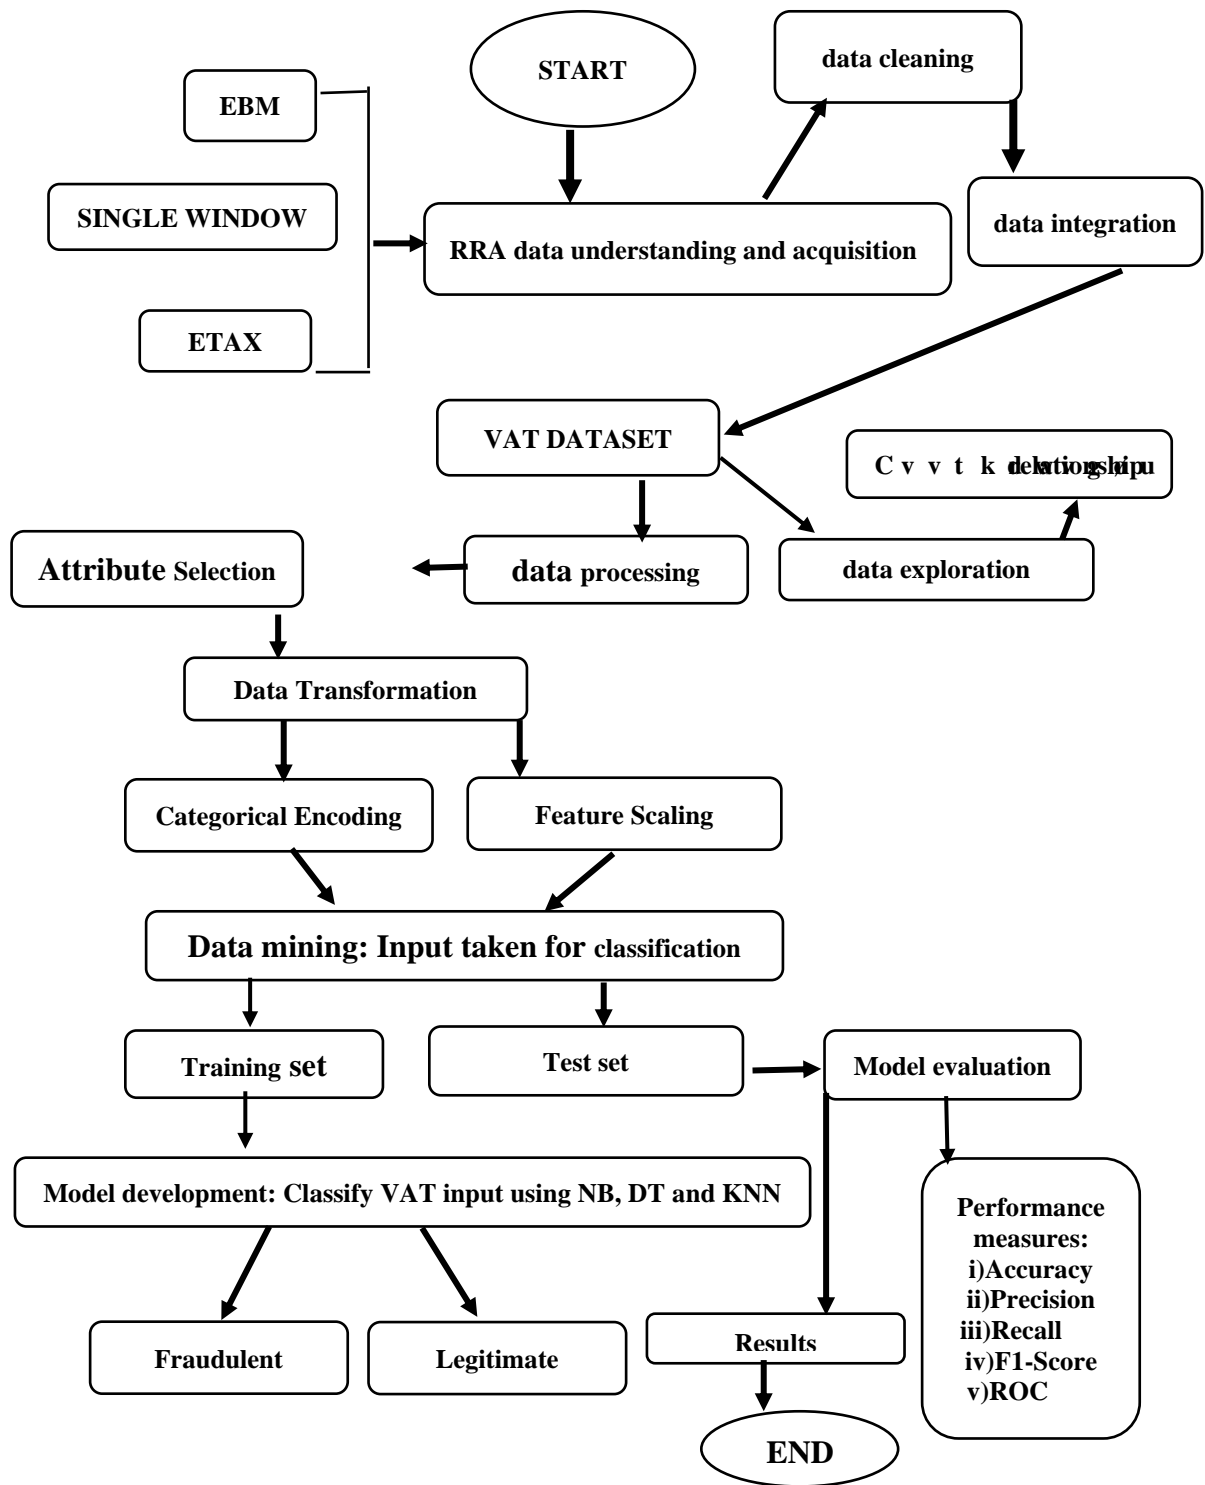 START
data cleaning
EBM
SINGLE WINDOW
data integration
RRA data understanding and acquisition
ETAX
VAT DATASET
relationship
Attribute Selection
data processing
data exploration
Data Transformation
Categorical Encoding
Feature Scaling
Data mining: Input taken for classification
Training set
Test set
Model evaluation
Model development: Classify VAT input using NB, DT and KNN
Performance
measures:
i)Accuracy
ii)Precision
iii)Recall
iv)F1-Score
v)ROC
Fraudulent
Legitimate
Results
END